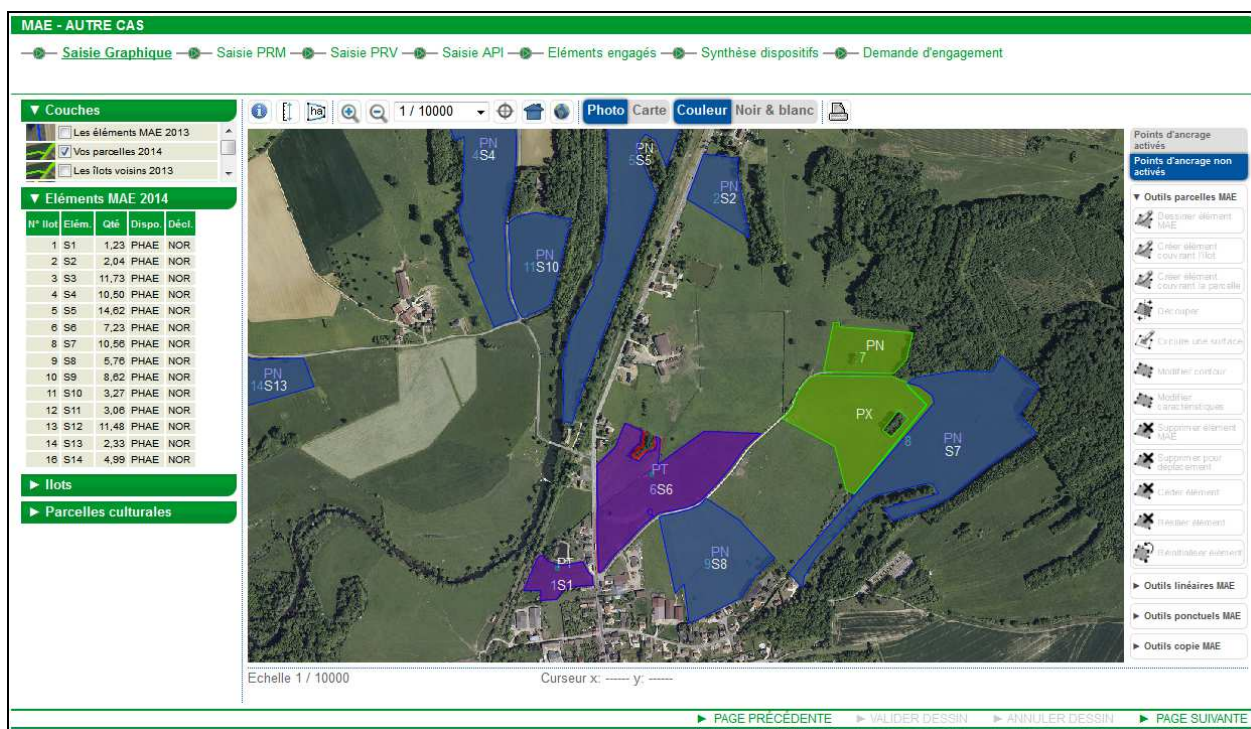 MAE - AUTRE CAS
Saisie Graphique Saisie PRM Saisie PRV Saisie API Eléments engagés Synthèse dispositifs Demande d'engagement
▼ Couches
Les éléments MAE 2013
Vos parcelles 2014
Les îlots voisins 2013
▼ Eléments MAE 2014
N° Ilot Elém. Qté Dispo. Décl.
1 S1 1,23 PHAE NOR
2 S2 2,04 PHAE NOR
3 S3 11,73 PHAE NOR
4 S4 10,50 PHAE NOR
5 S5 14,62 PHAE NOR
6 S6 7,23 PHAE NOR
8 S7 10,56 PHAE NOR
9 S8 5,76 PHAE NOR
10 S9 8,62 PHAE NOR
11 S10 3,27 PHAE NOR
12 S11 3,06 PHAE NOR
13 S12 11,48 PHAE NOR
14 S13 2,33 PHAE NOR
16 S14 4,99 PHAE NOR
► Ilots
► Parcelles culturales
ha 1 / 10000 Photo Carte Couleur Noir & blanc
PN
4S4
PN
5S5
PN
2S2
PN
11S10
PN
14S13
PN
7
PX
8
PN
S7
PT
6S6
PN
9S8
PT
1S1
Echelle 1 / 10000 Curseur x: ------ y: ------
Points d'ancrage
activés
Points d'ancrage non
activés
▼ Outils parcelles MAE
Dessiner élément
MAE
Créer élément
couvrant l'îlot
Créer élément
couvrant la parcelle
Découper
Extraire une surface
Modifier contour
Modifier
caractéristiques
Supprimer élément
MAE
Supprimer pour
déplacement
Céder élément
Résilier élément
Réinitialiser élément
► Outils linéaires MAE
► Outils ponctuels MAE
► Outils copie MAE
► PAGE PRÉCÉDENTE ► VALIDER DESSIN ► ANNULER DESSIN ► PAGE SUIVANTE